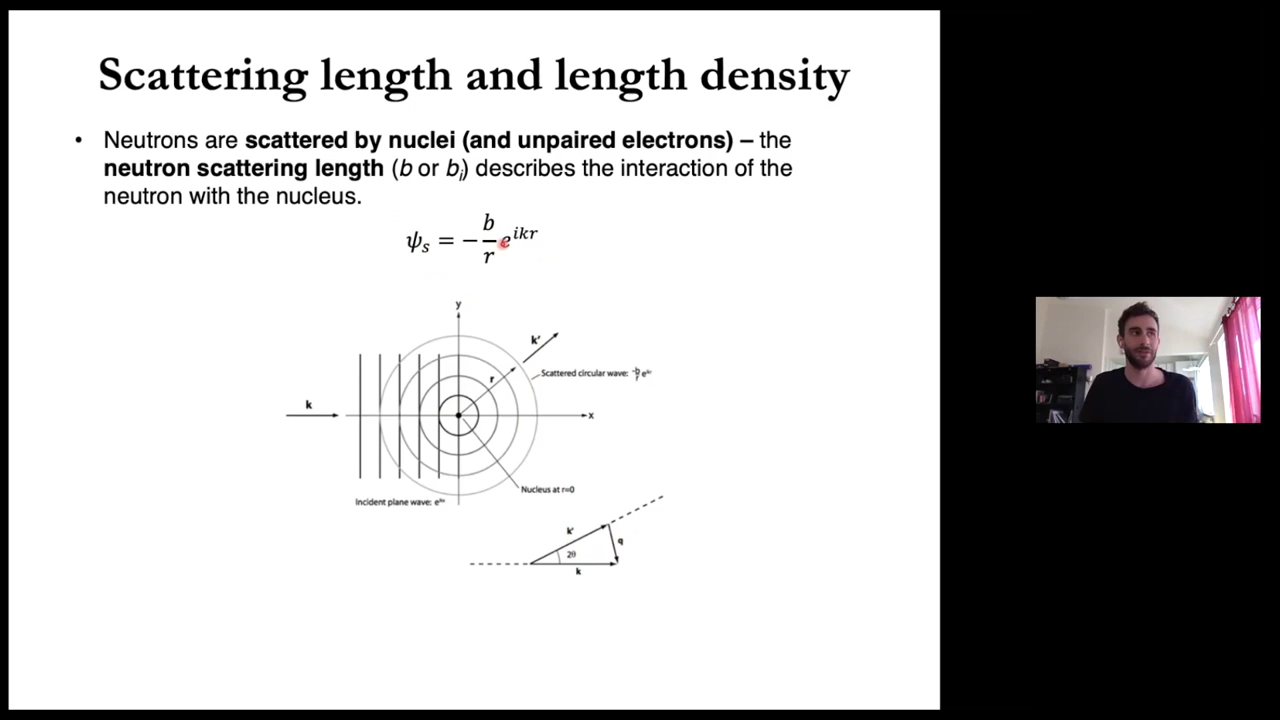 Scattering length and length density
• Neutrons are scattered by nuclei (and unpaired electrons) – the
neutron scattering length (b or bᵢ) describes the interaction of the
neutron with the nucleus.
ψₛ = − b/r e^{ikr}
y
k'
r
Scattered circular wave:
k
x
Nucleus at r=0
Incident plane wave:
k'
q
2θ
k